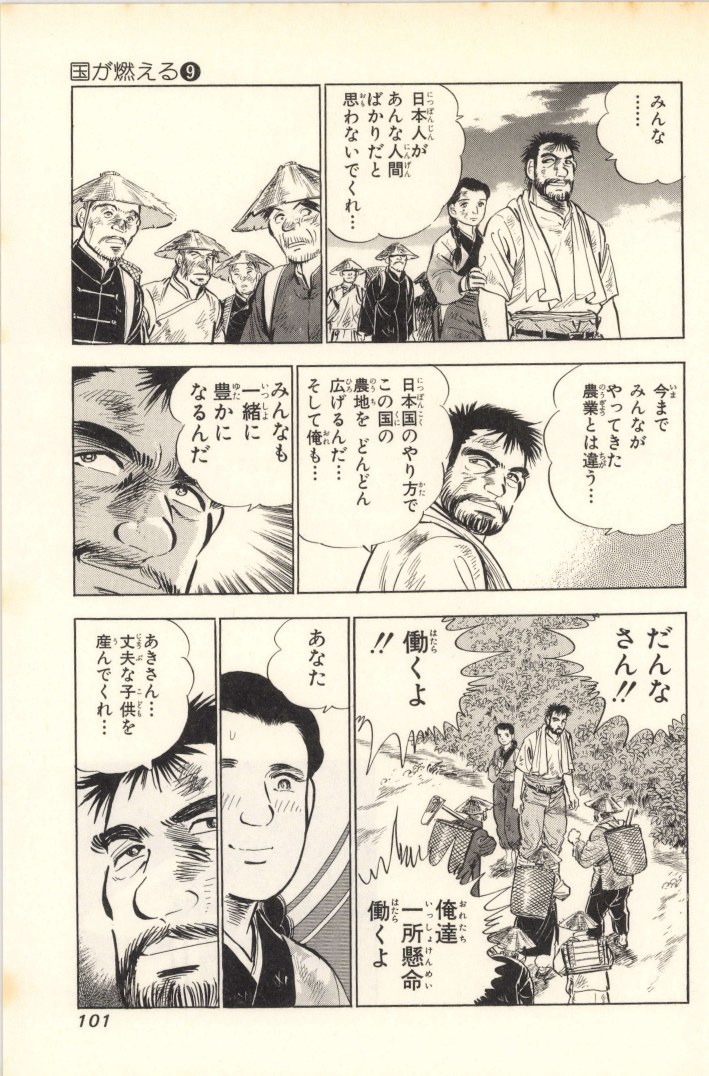 国が燃える❾
みんな
……
日本人が
あんな人間
ばかりだと
思わないでくれ…
今まで
みんなが
やってきた
農業とは違う…
日本国のやり方で
この国の
農地を どんどん
広げるんだ…
そして俺も…
みんなも
一緒に
豊かに
なるんだ
だんな
さん!!
働くよ
!!
俺達
一所懸命
働くよ
あなた
あきさん…
丈夫な子供を
産んでくれ…
101